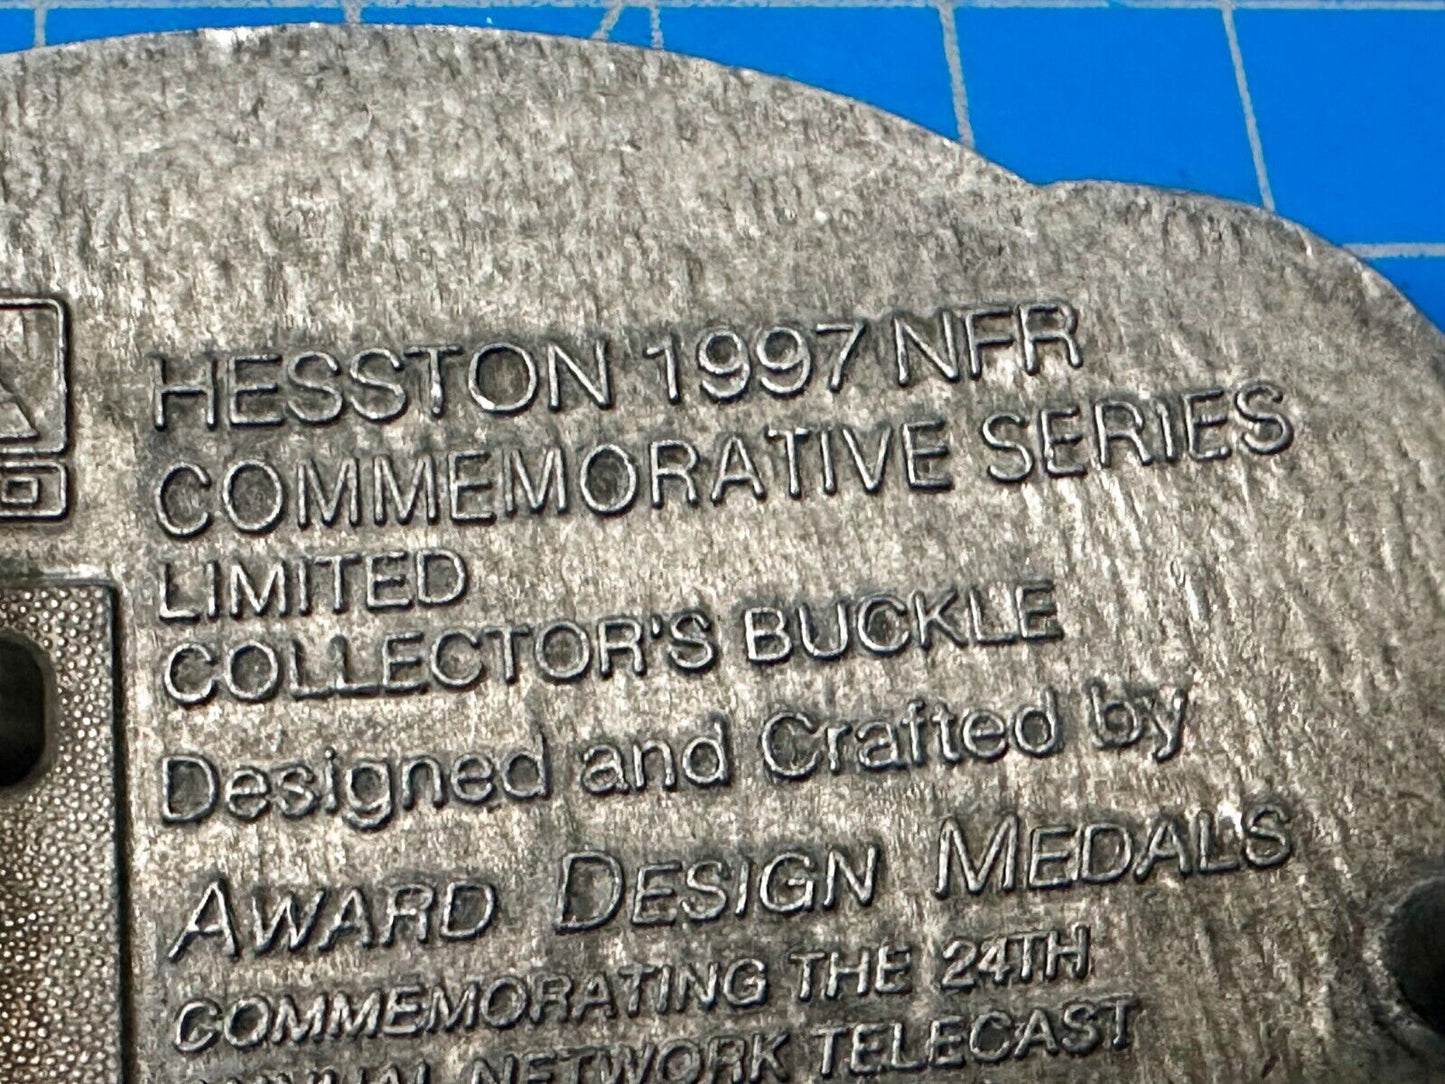 HESSTON 1997 NFR
COMMEMORATIVE SERIES
LIMITED
COLLECTOR'S BUCKLE
Designed and Crafted by
AWARD DESIGN MEDALS
COMMEMORATING THE 24TH
ANNUAL NETWORK TELECAST